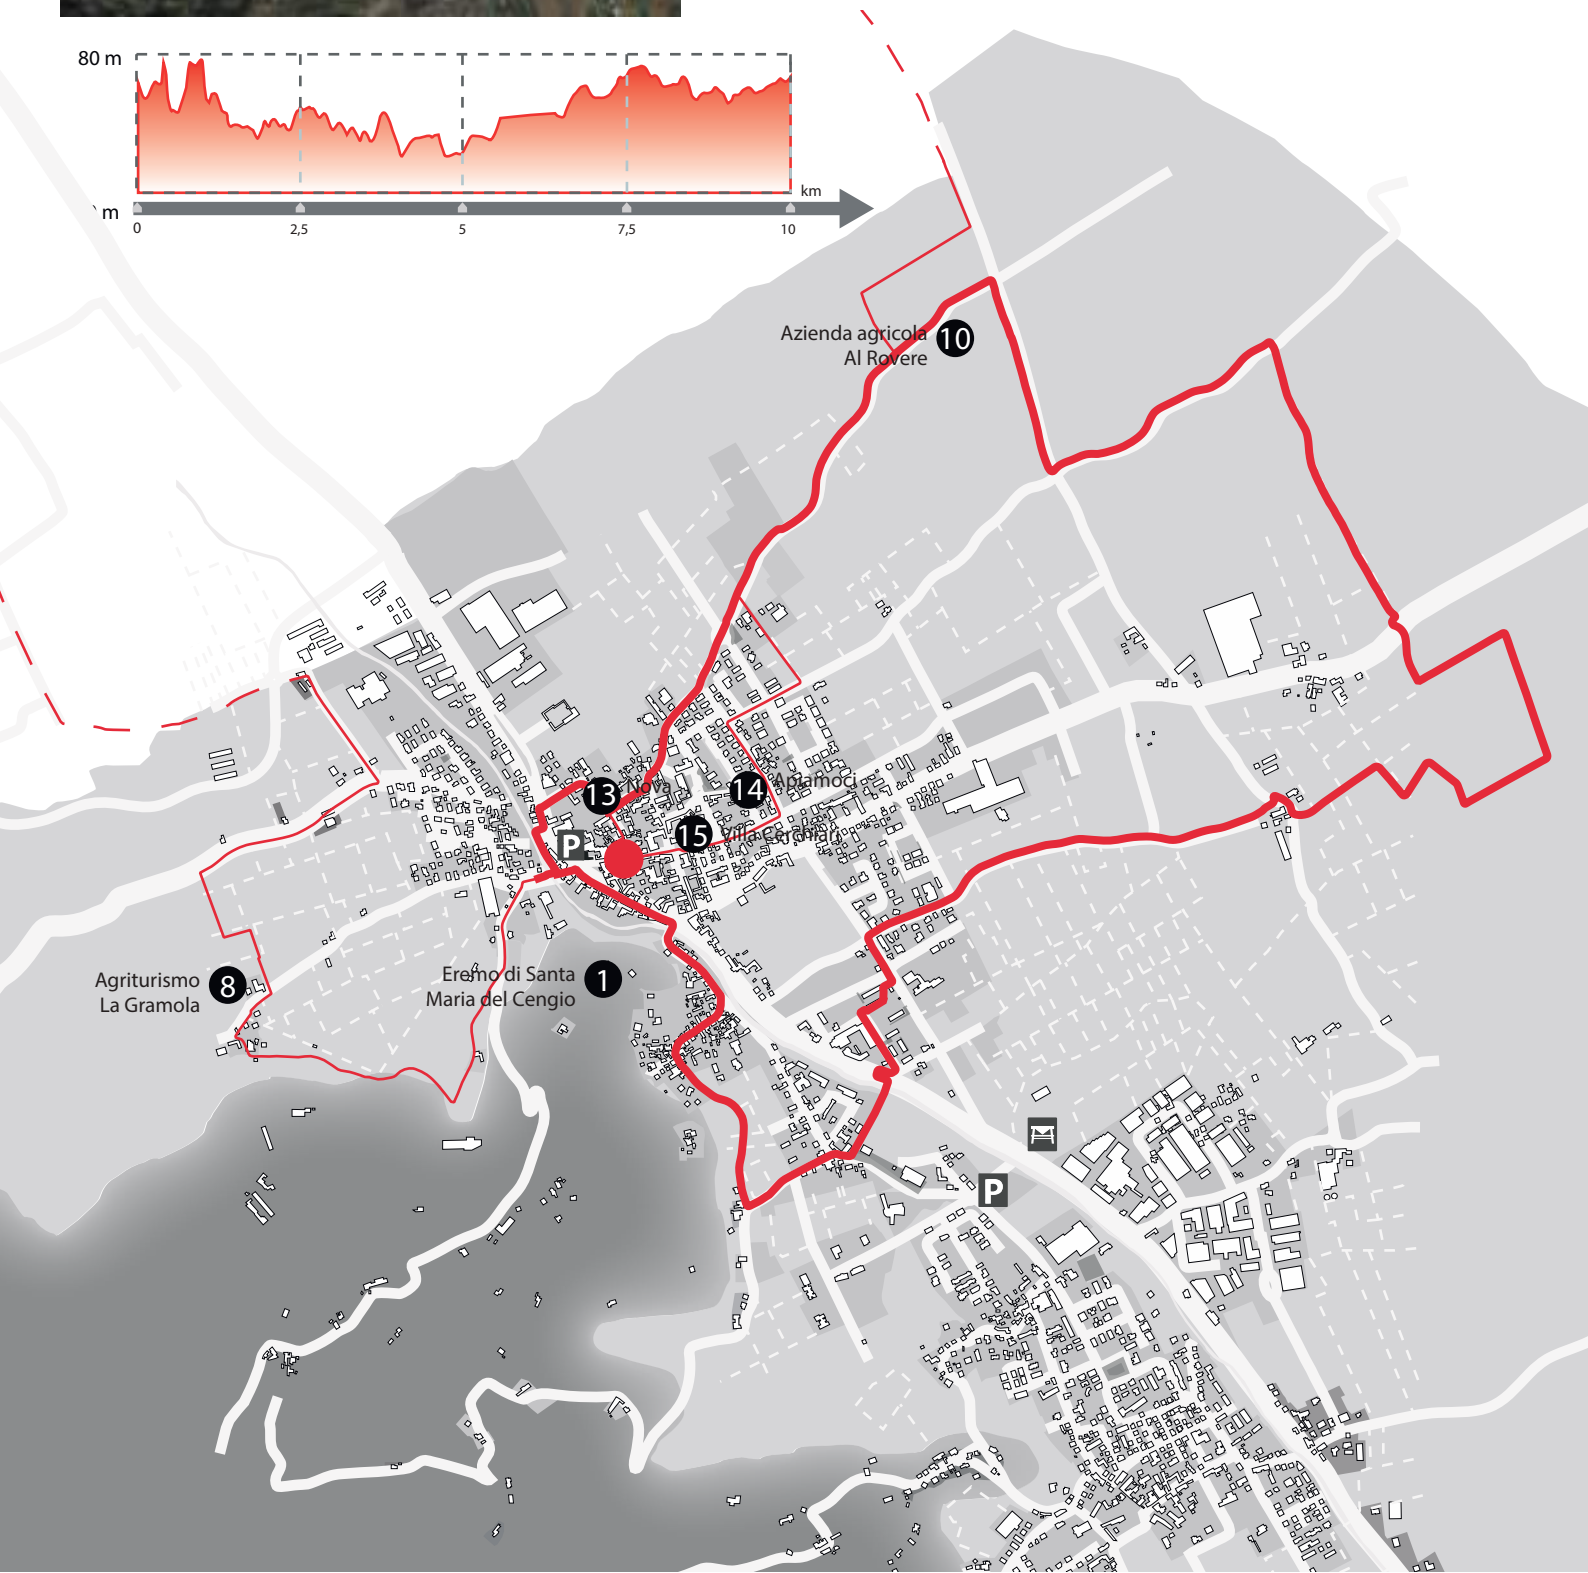 80 m
km
m
0
2,5
5
7,5
10
Azienda agricola
Al Rovere
10
13
Nova
14
Apiamoci
15
Villa Cerchiari
P
Agriturismo
La Gramola
8
Eremo di Santa
Maria del Cengio
1
P